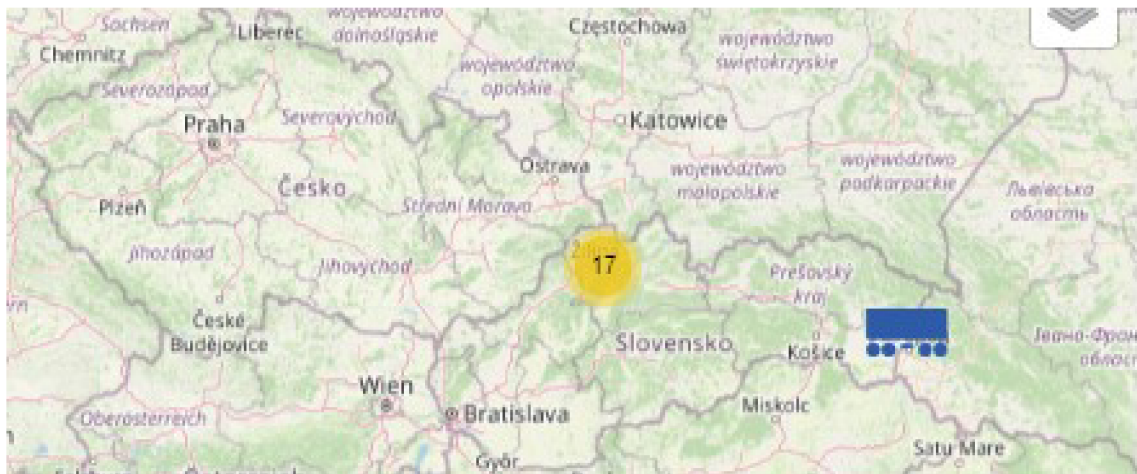 Sachsen
Chemnitz
Liberec
województwo
dolnośląskie
Częstochowa
województwo
świętokrzyskie
województwo
opolskie
Severozápad
Severovýchod
Praha
Katowice
Ostrava
województwo
małopolskie
województwo
podkarpackie
Львівська
область
Česko
Plzeň
Střední Morava
Jihozápad
Jihovýchod
17
Prešovský
kraj
České
Budějovice
Slovensko
Košice
Wien
Bratislava
Miskolc
Oberösterreich
Győr
Satu Mare